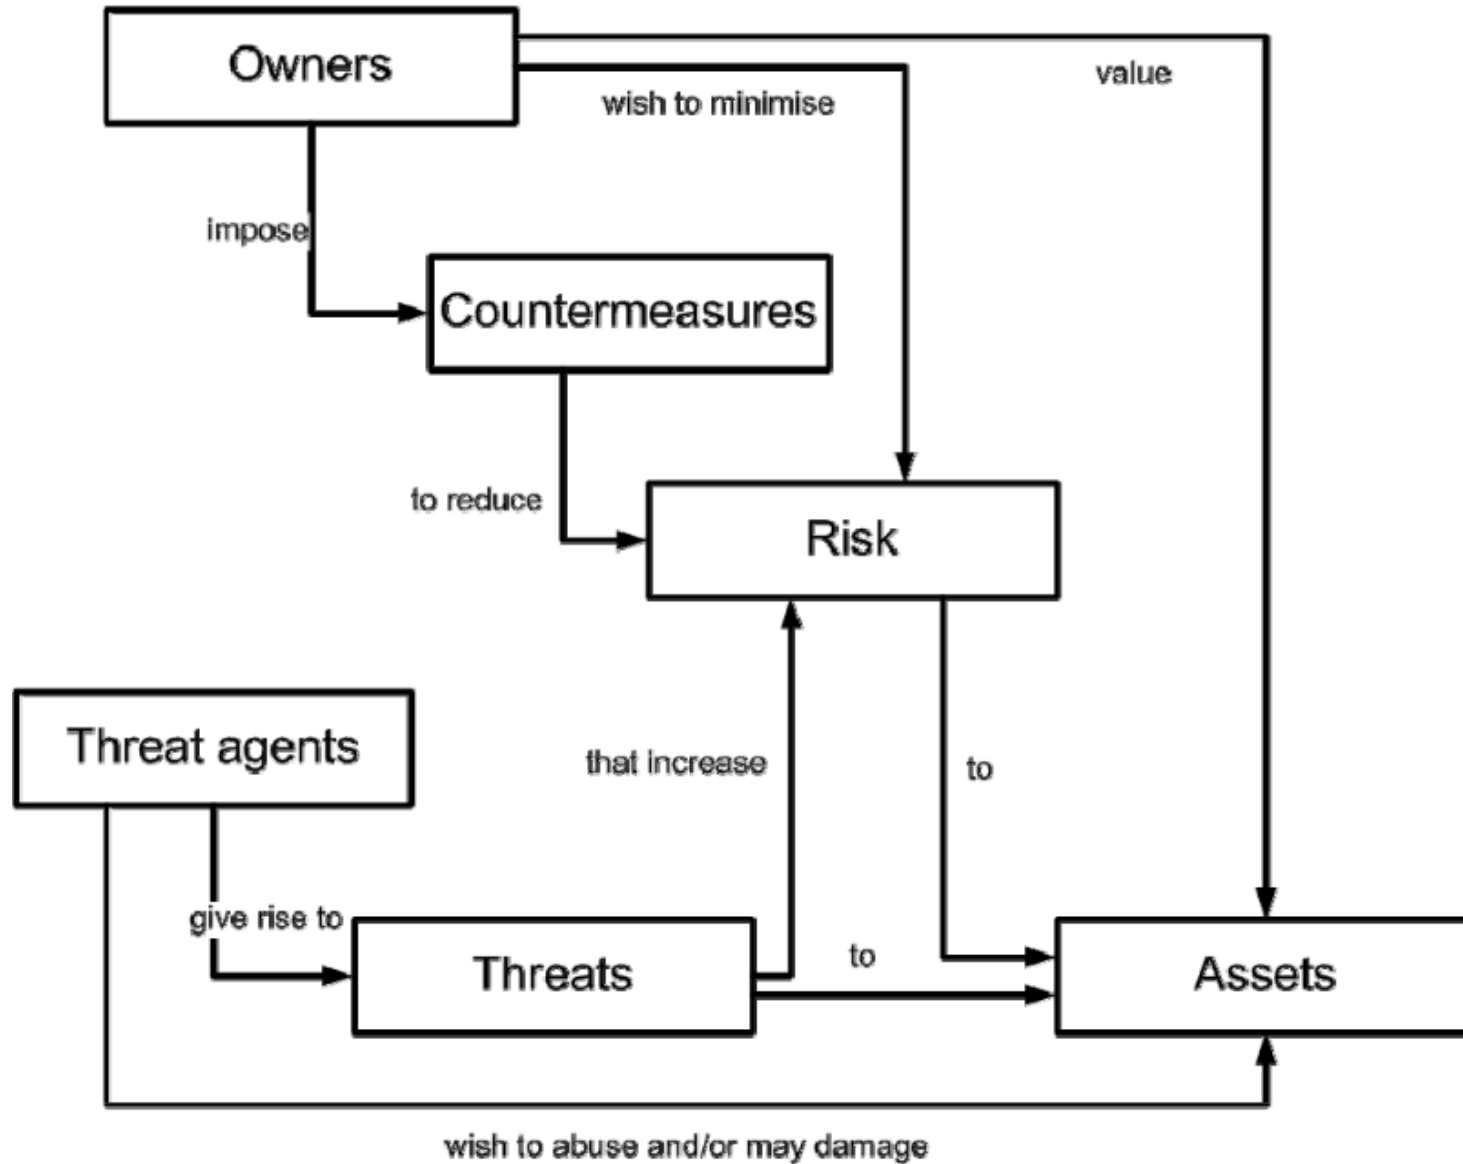 Owners
value
wish to minimise
impose
Countermeasures
to reduce
Risk
Threat agents
that increase
to
give rise to
to
Threats
Assets
wish to abuse and/or may damage